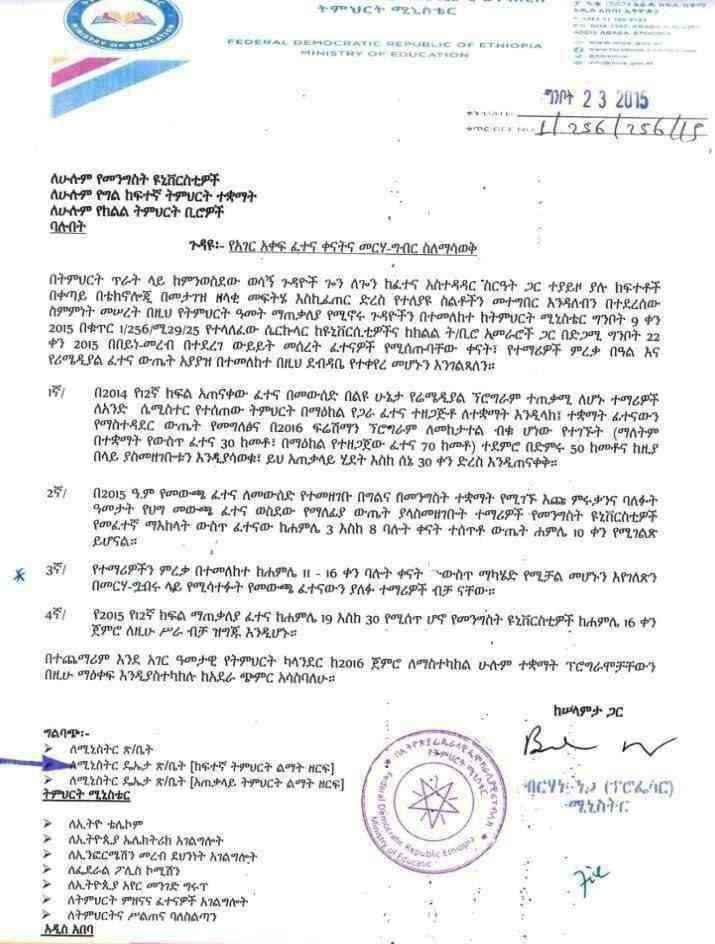 ትምህርት ሚኒስቴር
FEDERAL DEMOCRATIC REPUBLIC OF ETHIOPIA
MINISTRY OF EDUCATION
MINISTRY OF EDUCATION
ADDIS ABABA, ETHIOPIA
ግንቦት 23 2015
1/256/256/15
ለሁሉም የመንግስት ዩኒቨርስቲዎች
ለሁሉም የግል ከፍተኛ ትምህርት ተቋማት
ለሁሉም የክልል ትምህርት ቢሮዎች
ባሉበት
ጉዳዩ፡- የአገር አቀፍ ፈተና ቀናትና መርሃ-ግብር ስለማሳወቅ
በትምህርት ጥራት ላይ ከምንወስደው ወሳኝ ጉዳዮች ጎን ለጎን ከፈተና አስተዳደር ስርዓት ጋር ተያይዞ ያሉ ክፍተቶች
በቀጣይ በቴክኖሎጂ በመታገዝ ዘላቂ መፍትሄ እስኪፈጠር ድረስ የተለያዩ ስልቶችን መተግበር እንዳለብን በተደረሰው
ስምምነት መሠረት በዚህ የትምህርት ዓመት ማጠቃለያ የሚኖሩ ጉዳዮችን በተመለከተ ከትምህርት ሚኒስቴር ግንቦት 9 ቀን
2015 በቁጥር 1/256/ሚ29/25 የተላለፈው ሴርኩላር ከዩኒቨርሲቲዎችና ከክልል ት/ቢሮ አመራሮች ጋር በድጋሚ ግንቦት 22
ቀን 2015 በበይነ-መረብ በተደረገ ውይይት መሰረት ፈተናዎች የሚሰጡባቸው ቀናት፣ የተማሪዎች ምረቃ በዓል እና
የሪሜዲያል ፈተና ውጤት አያያዝ በተመለከተ በዚህ ደብዳቤ የተቀየረ መሆኑን እንገልጻለን።
1ኛ/ በ2014 የ12ኛ ክፍል አጠናቀው ፈተና በመውሰድ በልዩ ሁኔታ የሬሜዲያል ፕሮግራም ተጠቃሚ ለሆኑ ተማሪዎች
ለአንድ ሴሚስተር የተሰጠው ትምህርት በማዕከል የጋራ ፈተና ተዘጋጅቶ ለተቋማት እንዲላክ፤ ተቋማት ፈተናውን
የማስተዳደር ውጤት የመግለፅና በ2016 ፍሬሽማን ፕሮግራም ለመከታተል ብቁ ሆነው የተገኙት (ማለትም
በተቋማት የውስጥ ፈተና 30 ከመቶ፣ በማዕከል የተዘጋጀው ፈተና 70 ከመቶ) ተደምሮ በድምሩ 50 ከመቶና ከዚያ
በላይ ያስመዘገቡቱን እንዲያሳውቁ፤ ይህ አጠቃላይ ሂደት እስከ ሰኔ 30 ቀን ድረስ እንዲጠናቀቅ።
2ኛ/ በ2015 ዓ.ም የመውጫ ፈተና ለመውሰድ የተመዘገቡ በግልና በመንግስት ተቋማት የሚገኙ እጩ ምሩቃንና ባለፉት
ዓመታት የህግ መውጫ ፈተና ወስደው የማለፊያ ውጤት ያላስመዘገቡት ተማሪዎች የመንግስት ዩኒቨርስቲዎች
የመፈተኛ ማእከላት ውስጥ ፈተናው ከሐምሌ 3 እስከ 8 ባሉት ቀናት ተሰጥቶ ውጤት ሐምሌ 10 ቀን የሚገልጽ
ይሆናል።
3ኛ/ የተማሪዎችን ምረቃ በተመለከተ ከሐምሌ 11 - 16 ቀን ባሉት ቀናት ውስጥ ማካሄድ የሚቻል መሆኑን እየገለጽን
በመርሀ-ግብሩ ላይ የሚሳተፉት የመውጫ ፈተናውን ያለፉ ተማሪዎች ብቻ ናቸው።
4ኛ/ የ2015 የ12ኛ ክፍል ማጠቃለያ ፈተና ከሐምሌ 19 እስከ 30 የሚሰጥ ሆኖ የመንግስት ዩኒቨርስቲዎች ከሐምሌ 16 ቀን
ጀምሮ ለዚሁ ሥራ ብቻ ዝግጁ እንዲሆኑ።
በተጨማሪም እንደ አገር ዓመታዊ የትምህርት ካላንደር ከ2016 ጀምሮ ለማስተካከል ሁሉም ተቋማት ፕሮግራሞቻቸውን
በዚሁ ማዕቀፍ እንዲያስተካክሉ ከአደራ ጭምር አሳስባለሁ።
ከሠላምታ ጋር
ብርሃኑ ነጋ (ፕሮፌሳር)
ሚኒስትር
ግልባጭ፡-
➢ ለሚኒስትር ጽ/ቤት
➢ ለሚኒስትር ዴኤታ ጽ/ቤት [ከፍተኛ ትምህርት ልማት ዘርፍ]
➢ ለሚኒስትር ዴኤታ ጽ/ቤት [አጠቃላይ ትምህርት ልማት ዘርፍ]
ትምህርት ሚኒስቴር
➢ ለኢትዮ ቴሌኮም
➢ ለኢትዮጲያ ኤሌክትሪክ አገልግሎት
➢ ለኢንፎርሜሽን መረብ ደህንነት አገልግሎት
➢ ለፌደራል ፖሊስ ኮሚሽን
➢ ለኢትዮጲያ አየር መንገድ ግሩፕ
➢ ለትምህርት ምዘናና ፈተናዎች አገልግሎት
➢ ለትምህርትና ሥልጠና ባለስልጣን
አዲስ አበባ
Federal Democratic Republic Ethiopia
Ministry of Education